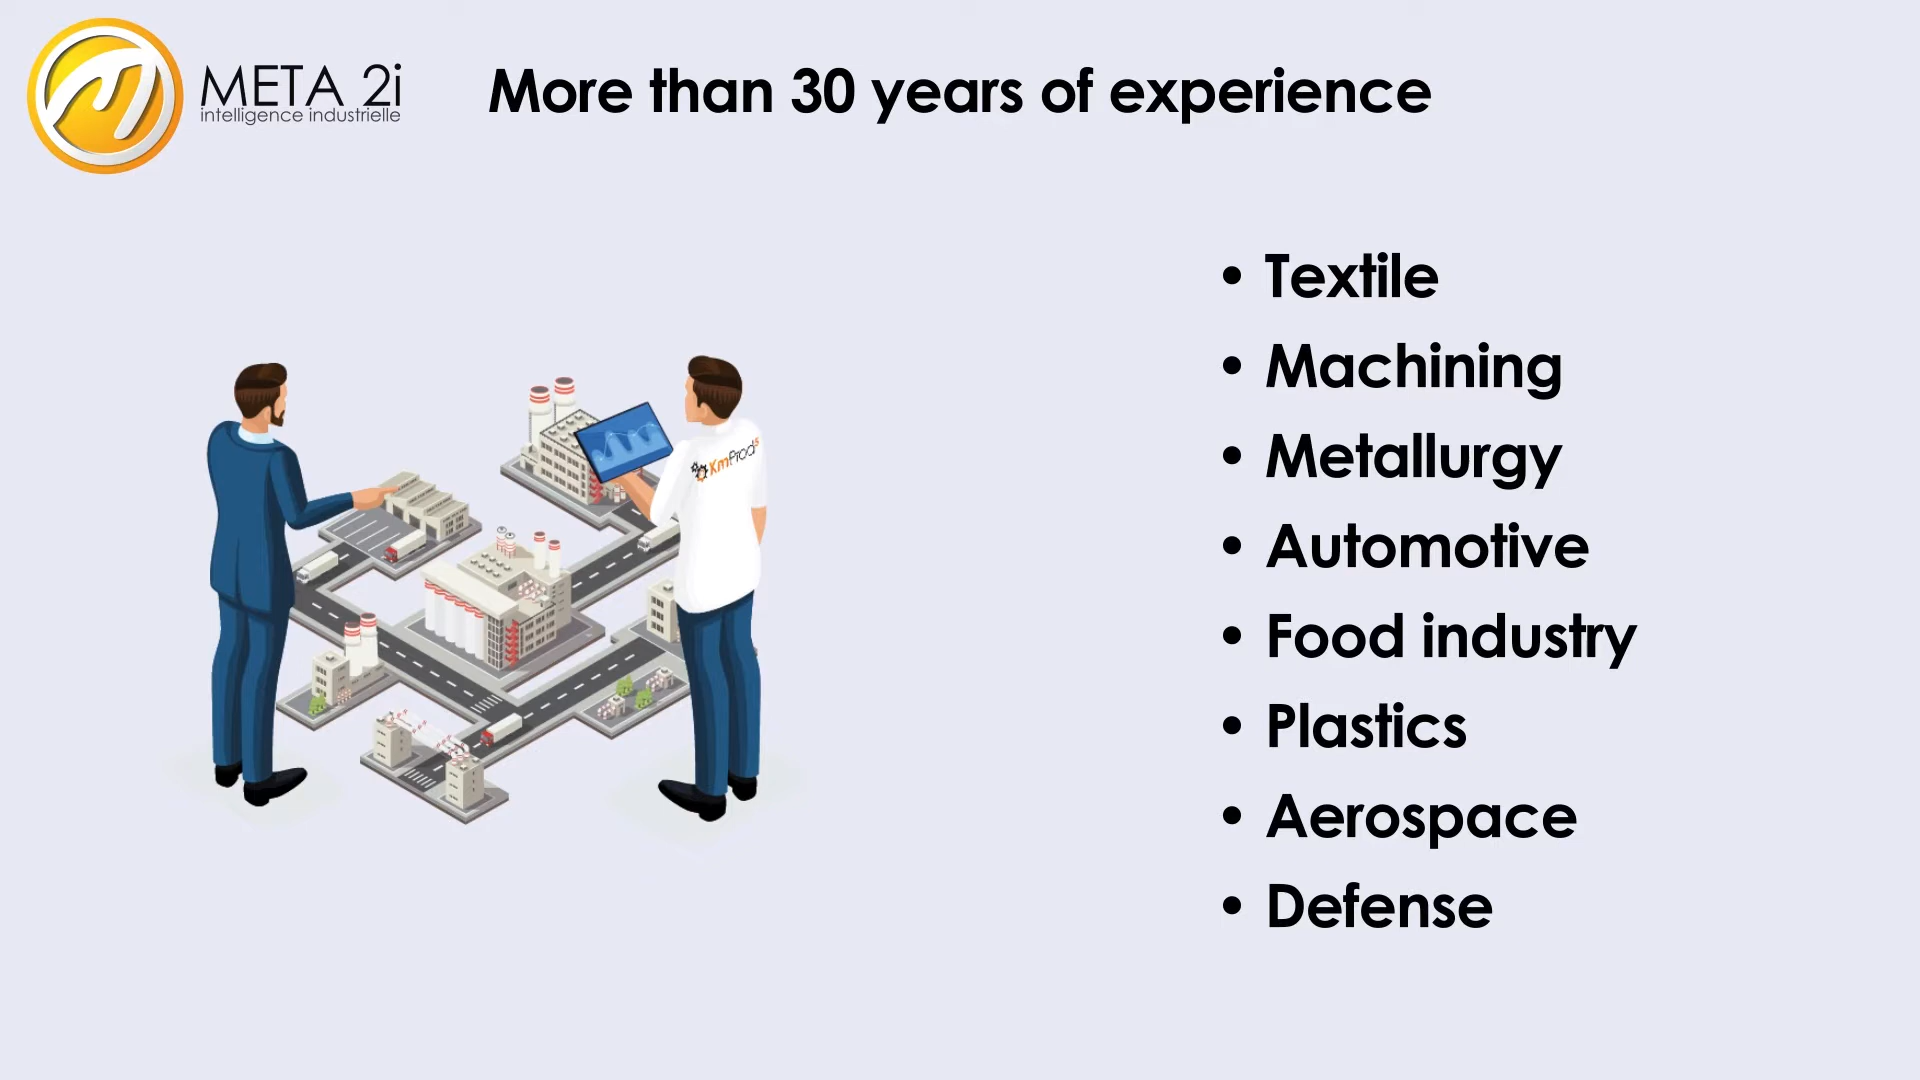 META 2i
intelligence industrielle
More than 30 years of experience
KmProd's
• Textile
• Machining
• Metallurgy
• Automotive
• Food industry
• Plastics
• Aerospace
• Defense